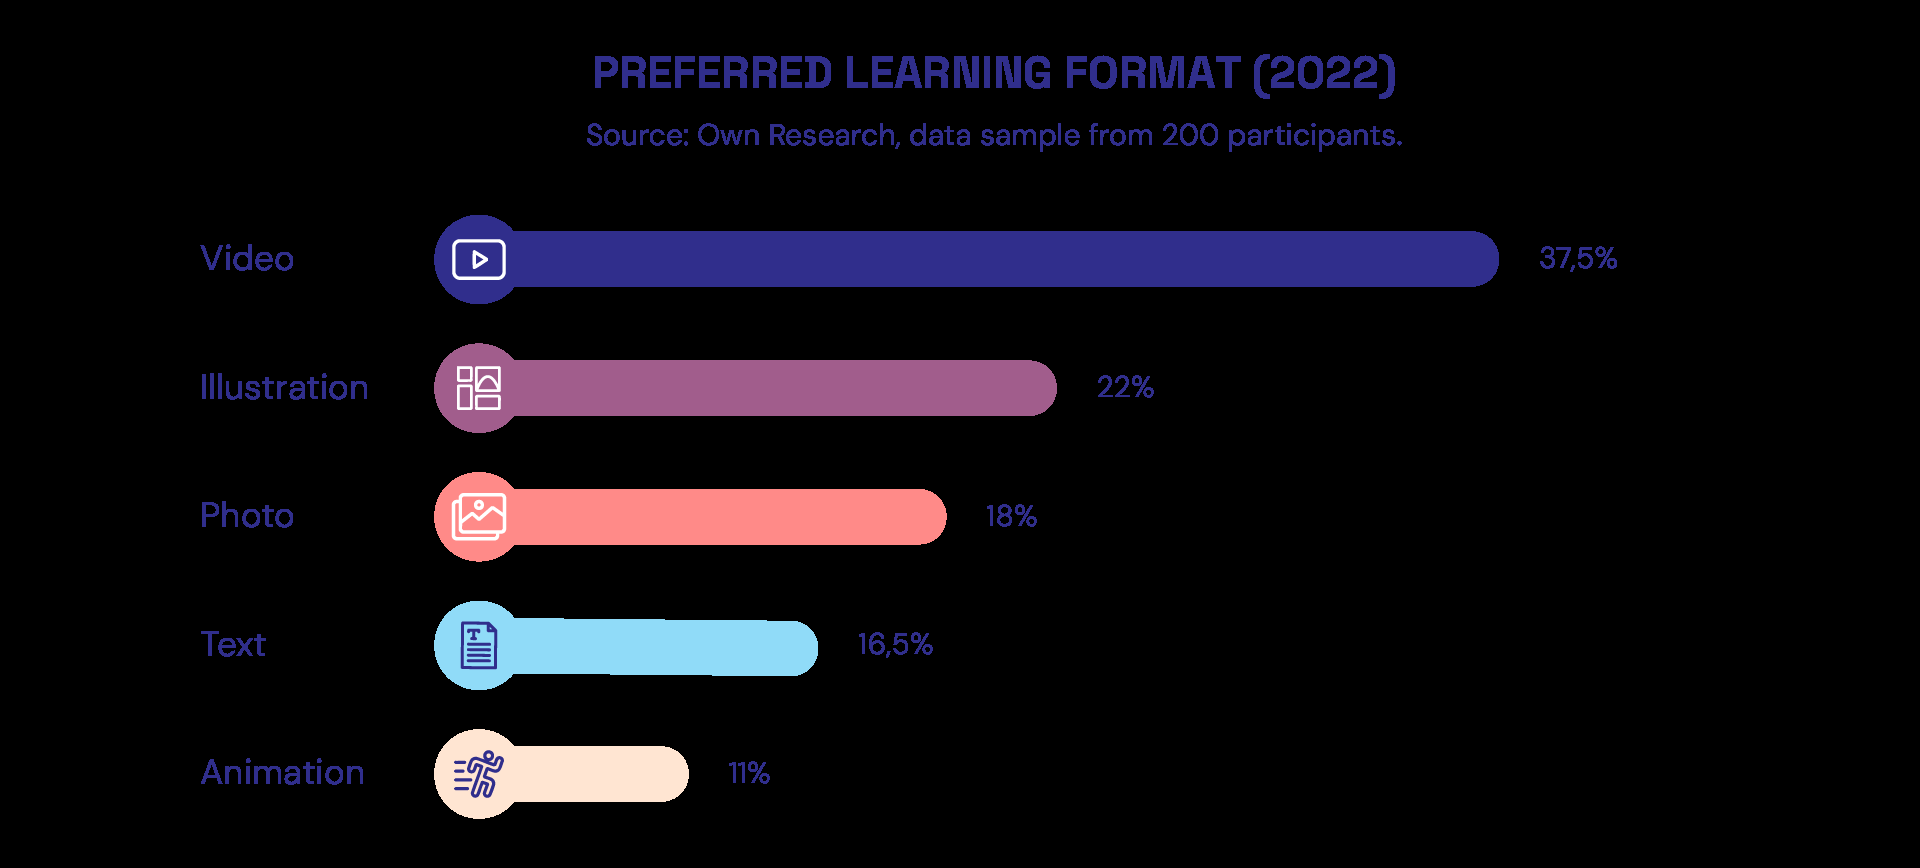 PREFERRED LEARNING FORMAT (2022)
Source: Own Research, data sample from 200 participants.
Video 37,5%
Illustration 22%
Photo 18%
T
Text 16,5%
Animation 11%